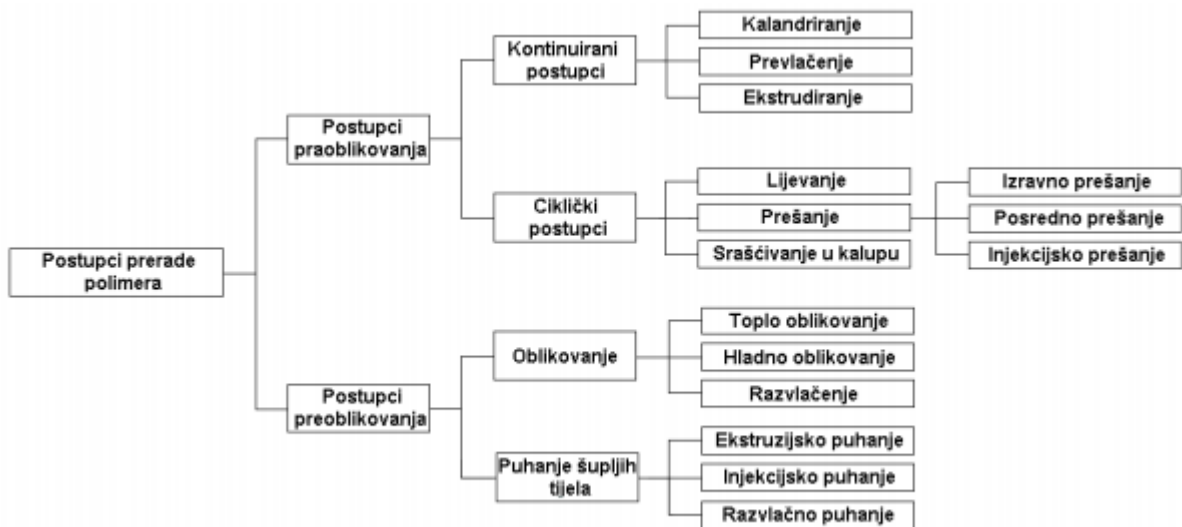 Kalandriranje
Kontinuirani
postupci
Prevlačenje
Ekstrudiranje
Postupci
praoblikovanja
Lijevanje
Izravno prešanje
Ciklički
postupci
Prešanje
Posredno prešanje
Srašćivanje u kalupu
Injekcijsko prešanje
Postupci prerade
polimera
Toplo oblikovanje
Oblikovanje
Hladno oblikovanje
Razvlačenje
Postupci
preoblikovanja
Ekstruzijsko puhanje
Puhanje šupljih
tijela
Injekcijsko puhanje
Razvlačno puhanje